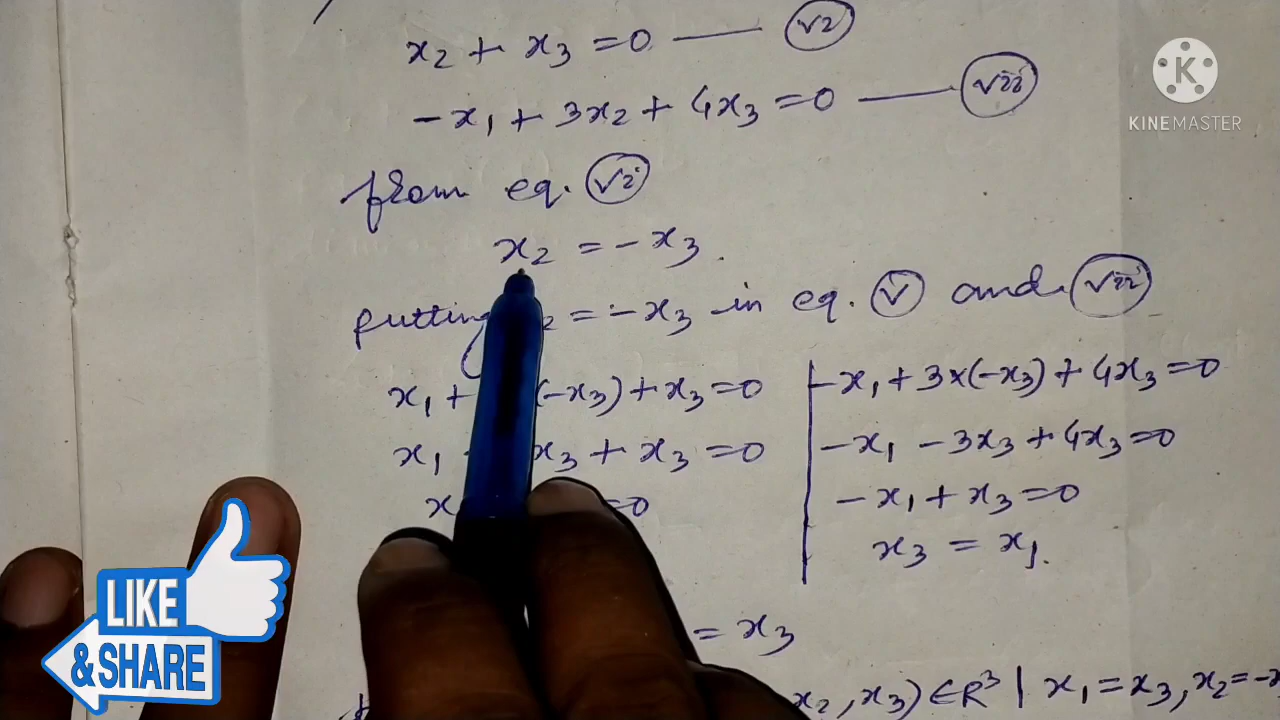 x₂ + x₃ = 0 —— (vi)
-x₁ + 3x₂ + 4x₃ = 0 —— (vii)
KINEMASTER
from eq. (vi)
x₂ = -x₃.
putting ₂ = -x₃ in eq. (v) and (vii)
x₁ + (-x₃) + x₃ = 0
x₁ - x₃ + x₃ = 0
x = 0
-x₁ + 3×(-x₃) + 4x₃ = 0
-x₁ - 3x₃ + 4x₃ = 0
-x₁ + x₃ = 0
x₃ = x₁.
= x₃
x₂, x₃) ∈ R³ | x₁ = x₃, x₂ = -x
LIKE
& SHARE